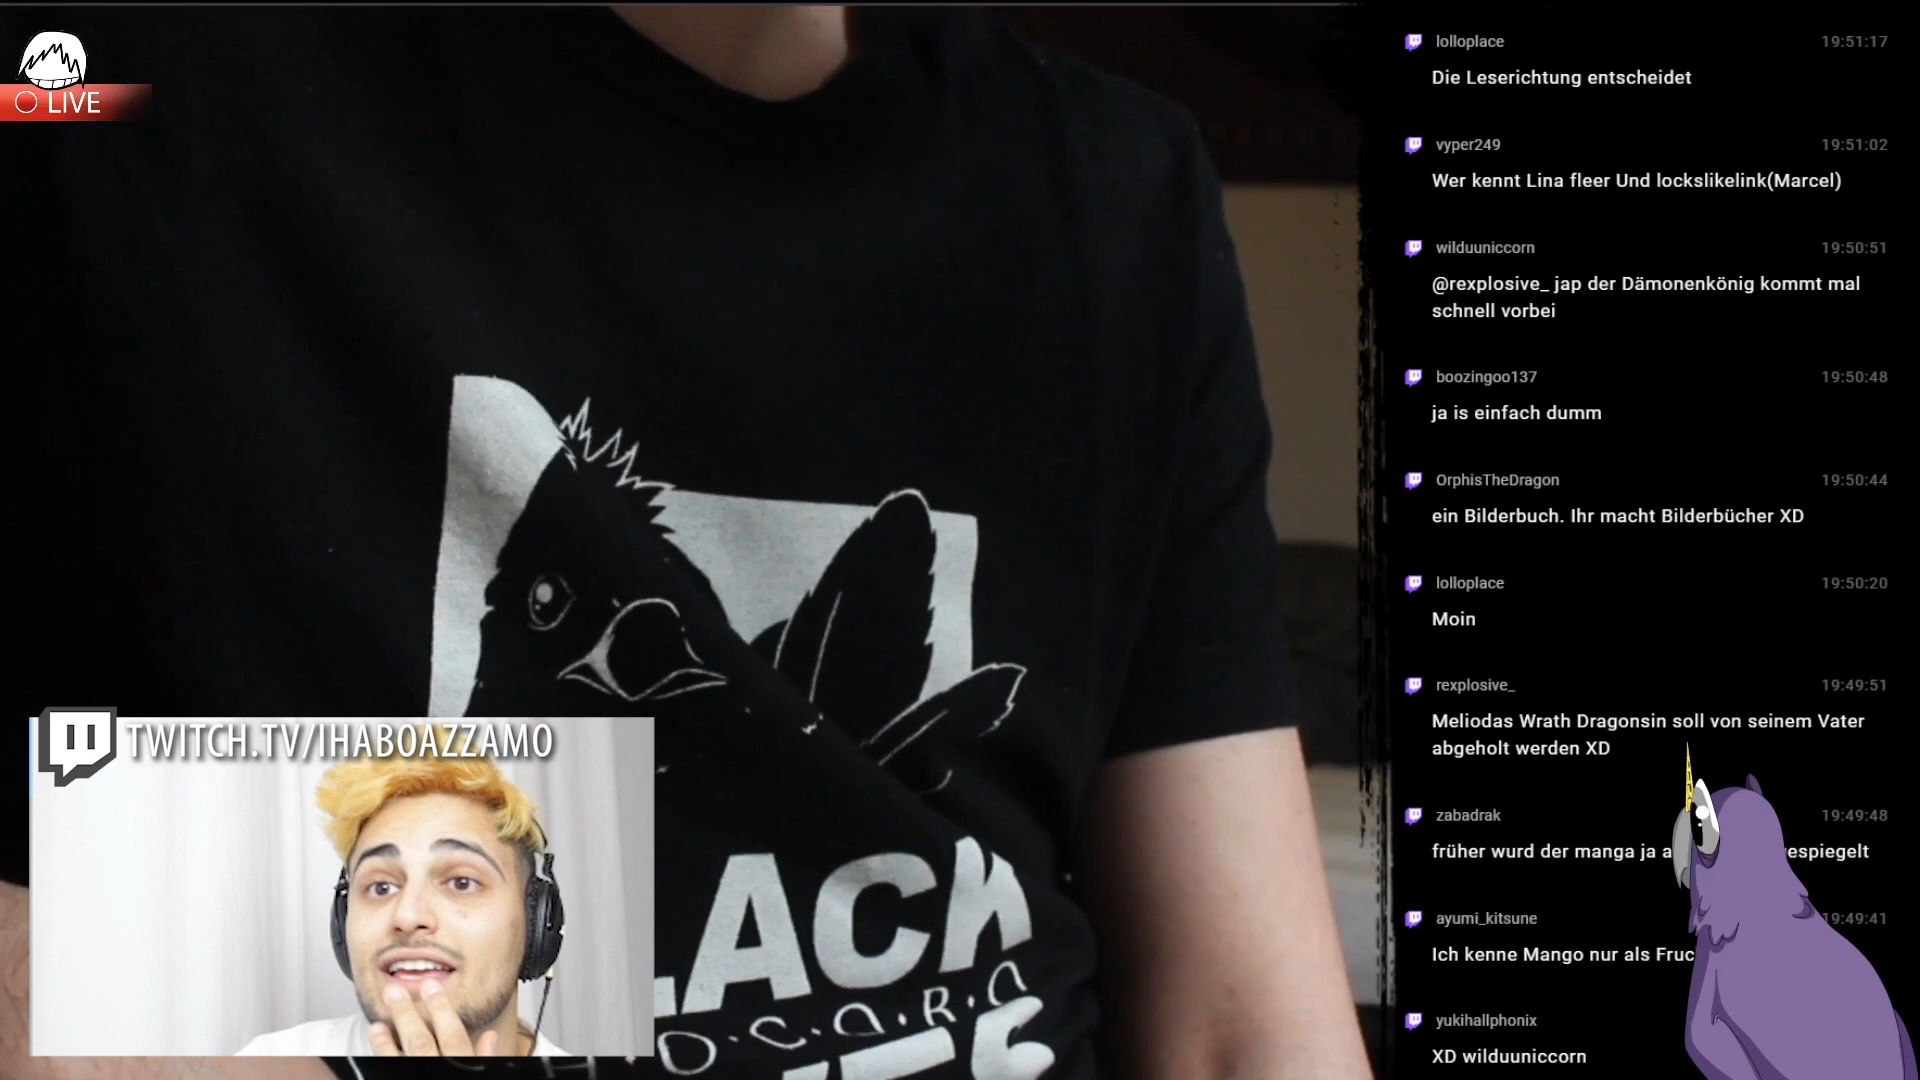 LIVE
TWITCH.TV/IHABOAZZAMO
lolloplace
19:51:17
Die Leserichtung entscheidet
vyper249
19:51:02
Wer kennt Lina fleer Und lockslikelink(Marcel)
wilduuniccorn
19:50:51
@rexplosive_ jap der Dämonenkönig kommt mal
schnell vorbei
boozingoo137
19:50:48
ja is einfach dumm
OrphisTheDragon
19:50:44
ein Bilderbuch. Ihr macht Bilderbücher XD
lolloplace
19:50:20
Moin
rexplosive_
19:49:51
Meliodas Wrath Dragonsin soll von seinem Vater
abgeholt werden XD
zabadrak
19:49:48
früher wurd der manga ja a espiegelt
ayumi_kitsune
19:49:41
Ich kenne Mango nur als Fruc
yukihallphonix
XD wilduuniccorn